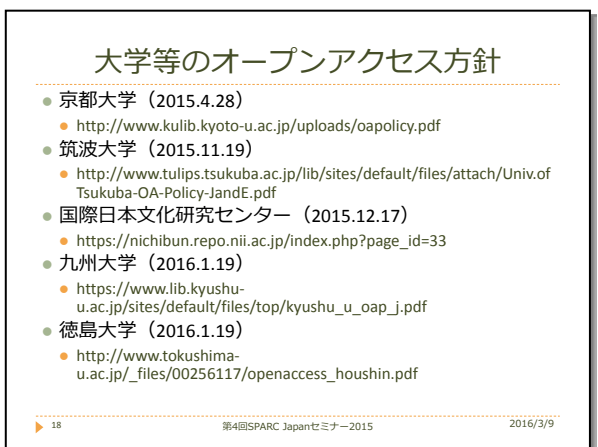 大学等のオープンアクセス方針
京都大学（2015.4.28）
http://www.kulib.kyoto-u.ac.jp/uploads/oapolicy.pdf
筑波大学（2015.11.19）
http://www.tulips.tsukuba.ac.jp/lib/sites/default/files/attach/Univ.of
Tsukuba-OA-Policy-JandE.pdf
国際日本文化研究センター（2015.12.17）
https://nichibun.repo.nii.ac.jp/index.php?page_id=33
九州大学（2016.1.19）
https://www.lib.kyushu-
u.ac.jp/sites/default/files/top/kyushu_u_oap_j.pdf
徳島大学（2016.1.19）
http://www.tokushima-
u.ac.jp/_files/00256117/openaccess_houshin.pdf
18 第4回SPARC Japanセミナー2015 2016/3/9